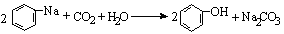 2 Na + CO2 + H2O ⟶ 2 OH + Na2CO3